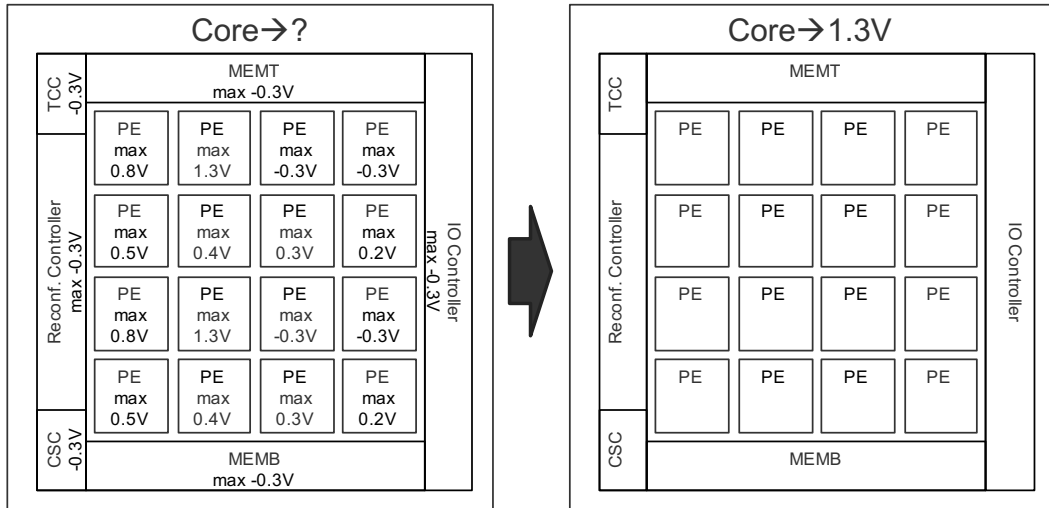 Core→?
TCC
-0.3V
MEMT
max -0.3V
PE
max
0.8V
PE
max
1.3V
PE
max
-0.3V
PE
max
-0.3V
PE
max
0.5V
PE
max
0.4V
PE
max
0.3V
PE
max
0.2V
Reconf. Controller
max -0.3V
PE
max
0.8V
PE
max
1.3V
PE
max
-0.3V
PE
max
-0.3V
PE
max
0.5V
PE
max
0.4V
PE
max
0.3V
PE
max
0.2V
IO Controller
max -0.3V
CSC
-0.3V
MEMB
max -0.3V
Core→1.3V
TCC
MEMT
PE
PE
PE
PE
PE
PE
PE
PE
Reconf. Controller
PE
PE
PE
PE
PE
PE
PE
PE
IO Controller
CSC
MEMB